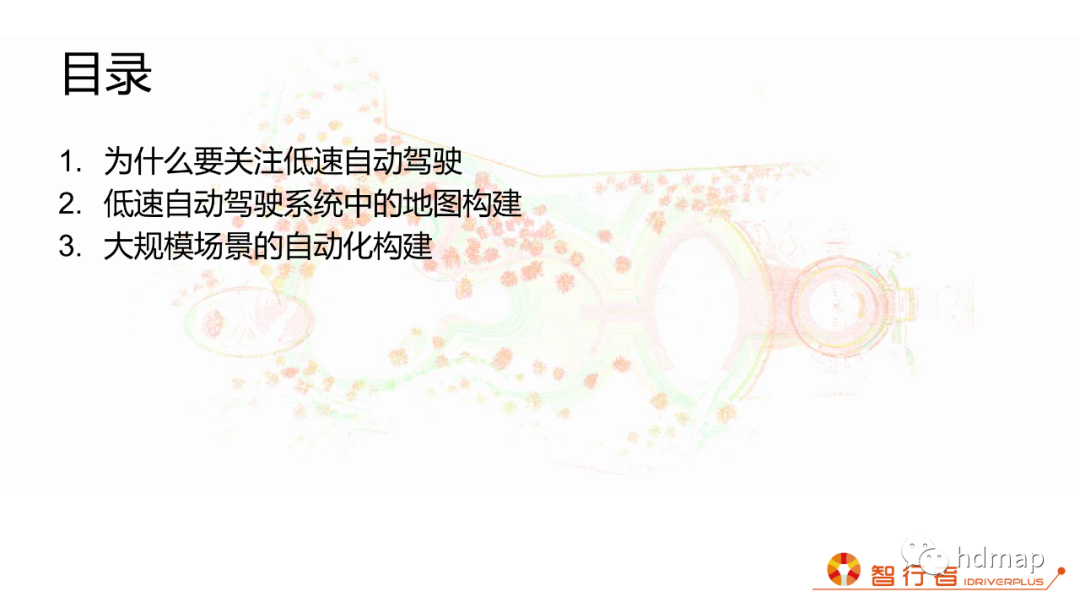 目录
1. 为什么要关注低速自动驾驶
2. 低速自动驾驶系统中的地图构建
3. 大规模场景的自动化构建
hdmap
智行者 IDRIVERPLUS